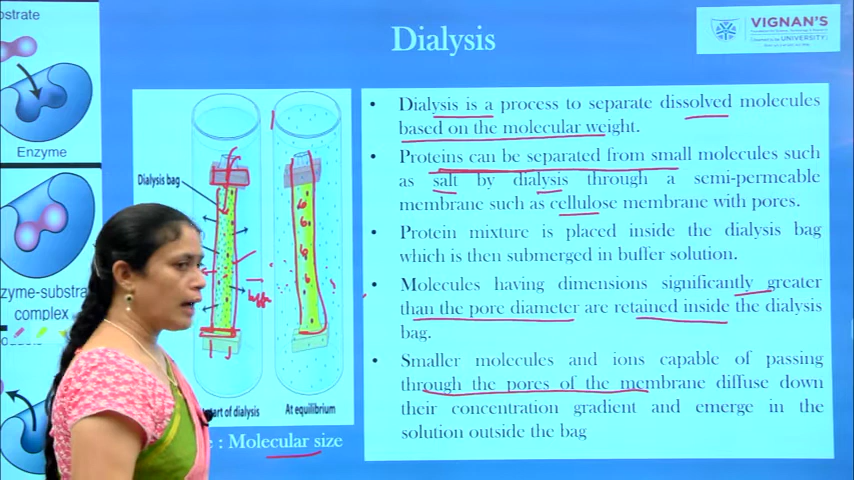 strate
Enzyme
zyme-substra
complex
Dialysis
VIGNAN'S
UNIVERSITY
Dialysis bag
buffer
art of dialysis
At equilibrium
e : Molecular size
• Dialysis is a process to separate dissolved molecules
based on the molecular weight.
• Proteins can be separated from small molecules such
as salt by dialysis through a semi-permeable
membrane such as cellulose membrane with pores.
• Protein mixture is placed inside the dialysis bag
which is then submerged in buffer solution.
• Molecules having dimensions significantly greater
than the pore diameter are retained inside the dialysis
bag.
• Smaller molecules and ions capable of passing
through the pores of the membrane diffuse down
their concentration gradient and emerge in the
solution outside the bag